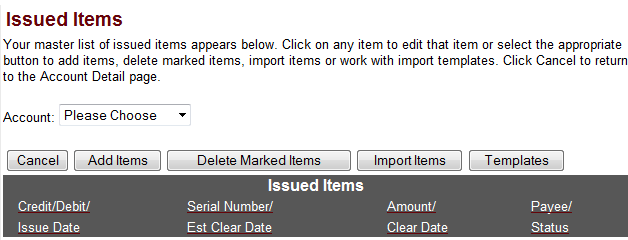 Issued Items
Your master list of issued items appears below. Click on any item to edit that item or select the appropriate
button to add items, delete marked items, import items or work with import templates. Click Cancel to return
to the Account Detail page.
Account: Please Choose
Cancel Add Items Delete Marked Items Import Items Templates
Issued Items
Credit/Debit/ Serial Number/ Amount/ Payee/
Issue Date Est Clear Date Clear Date Status